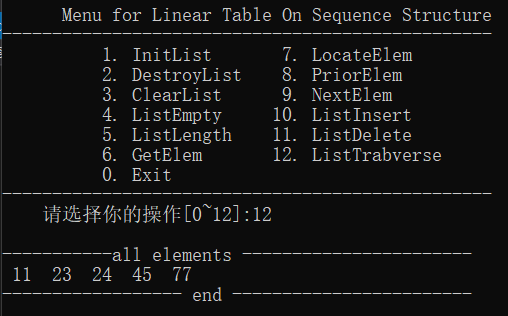 Menu for Linear Table On Sequence Structure
-------------------------------------------------
1. InitList 7. LocateElem
2. DestroyList 8. PriorElem
3. ClearList 9. NextElem
4. ListEmpty 10. ListInsert
5. ListLength 11. ListDelete
6. GetElem 12. ListTrabverse
0. Exit
-------------------------------------------------
请选择你的操作[0~12]:12
-----------all elements -----------------------
11 23 24 45 77
------------------ end ------------------------